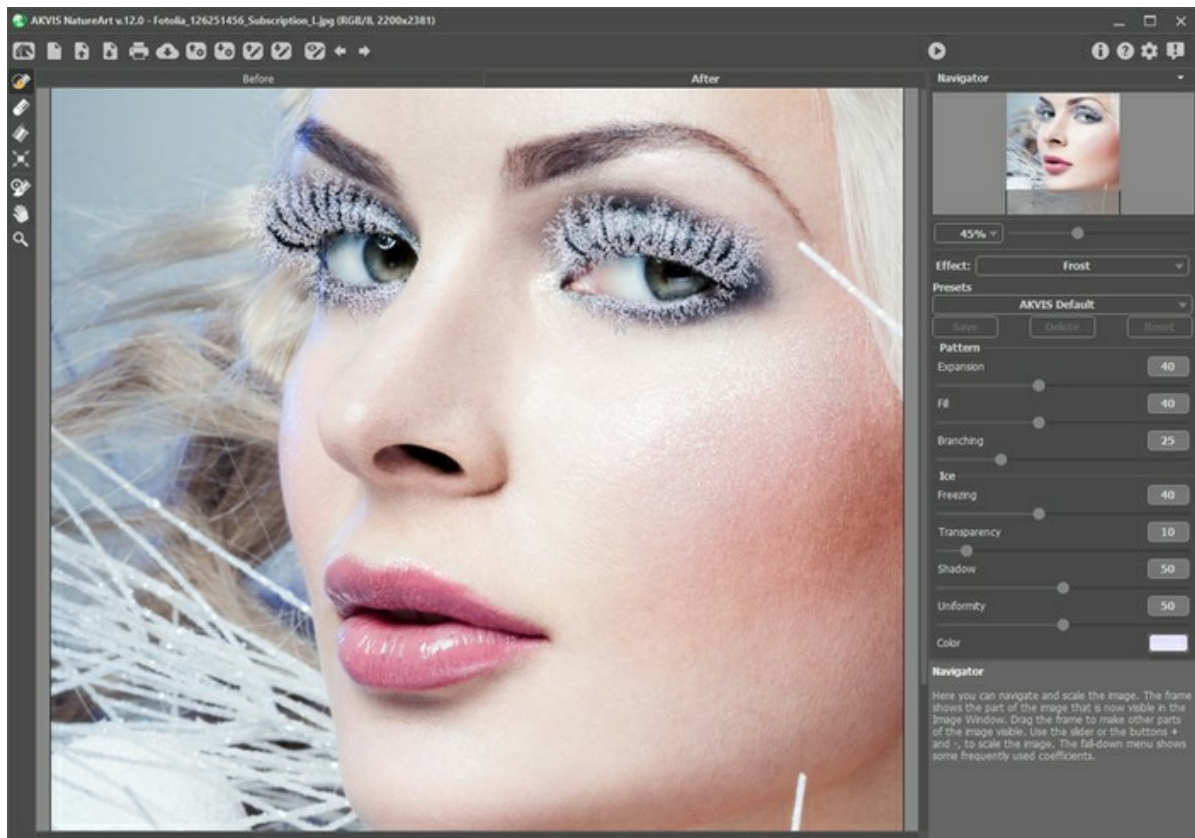 AKVIS NatureArt v.12.0 - Fotolia_126251456_Subscription_L.jpg (RGB/8, 2200x2381)
Before
After
Navigator
45%
Effect:
Frost
Presets
AKVIS Default
Save
Delete
Reset
Pattern
Expansion
40
Fill
40
Branching
25
Ice
Freezing
40
Transparency
10
Shadow
50
Uniformity
50
Color
Navigator
Here you can navigate and scale the image. The frame
shows the part of the image that is now visible in the
Image Window. Drag the frame to make other parts
of the image visible. Use the slider or the buttons +
and -, to scale the image. The fall-down menu shows
some frequently used coefficients.